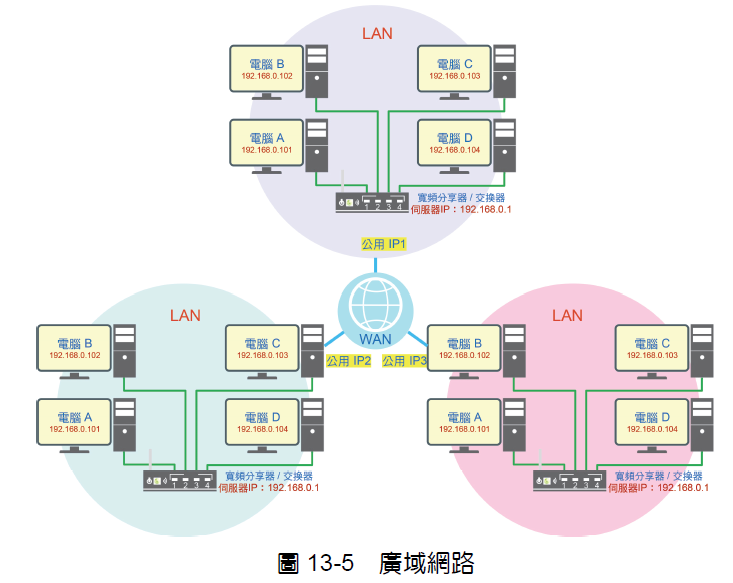 LAN
電腦 B
192.168.0.102
電腦 C
192.168.0.103
電腦 A
192.168.0.101
電腦 D
192.168.0.104
1 2 3 4
寬頻分享器 / 交換器
伺服器IP：192.168.0.1
公用 IP1
WAN
公用 IP2
公用 IP3
LAN
電腦 B
192.168.0.102
電腦 C
192.168.0.103
電腦 A
192.168.0.101
電腦 D
192.168.0.104
1 2 3 4
寬頻分享器 / 交換器
伺服器IP：192.168.0.1
LAN
電腦 B
192.168.0.102
電腦 C
192.168.0.103
電腦 A
192.168.0.101
電腦 D
192.168.0.104
1 2 3 4
寬頻分享器 / 交換器
伺服器IP：192.168.0.1
圖 13-5　廣域網路